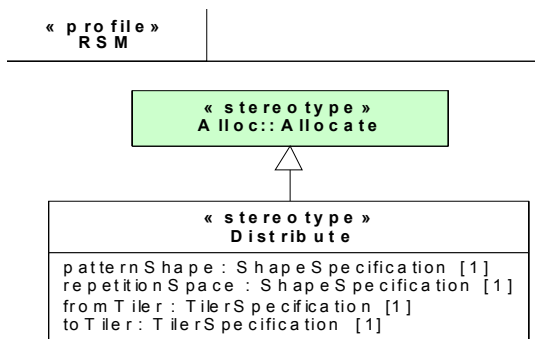 « profile»
RSM
« stereotype»
Alloc::Allocate
« stereotype»
Distribute
patternShape: ShapeSpecification [1]
repetitionSpace: ShapeSpecification [1]
fromTiler: TilerSpecification [1]
toTiler: TilerSpecification [1]